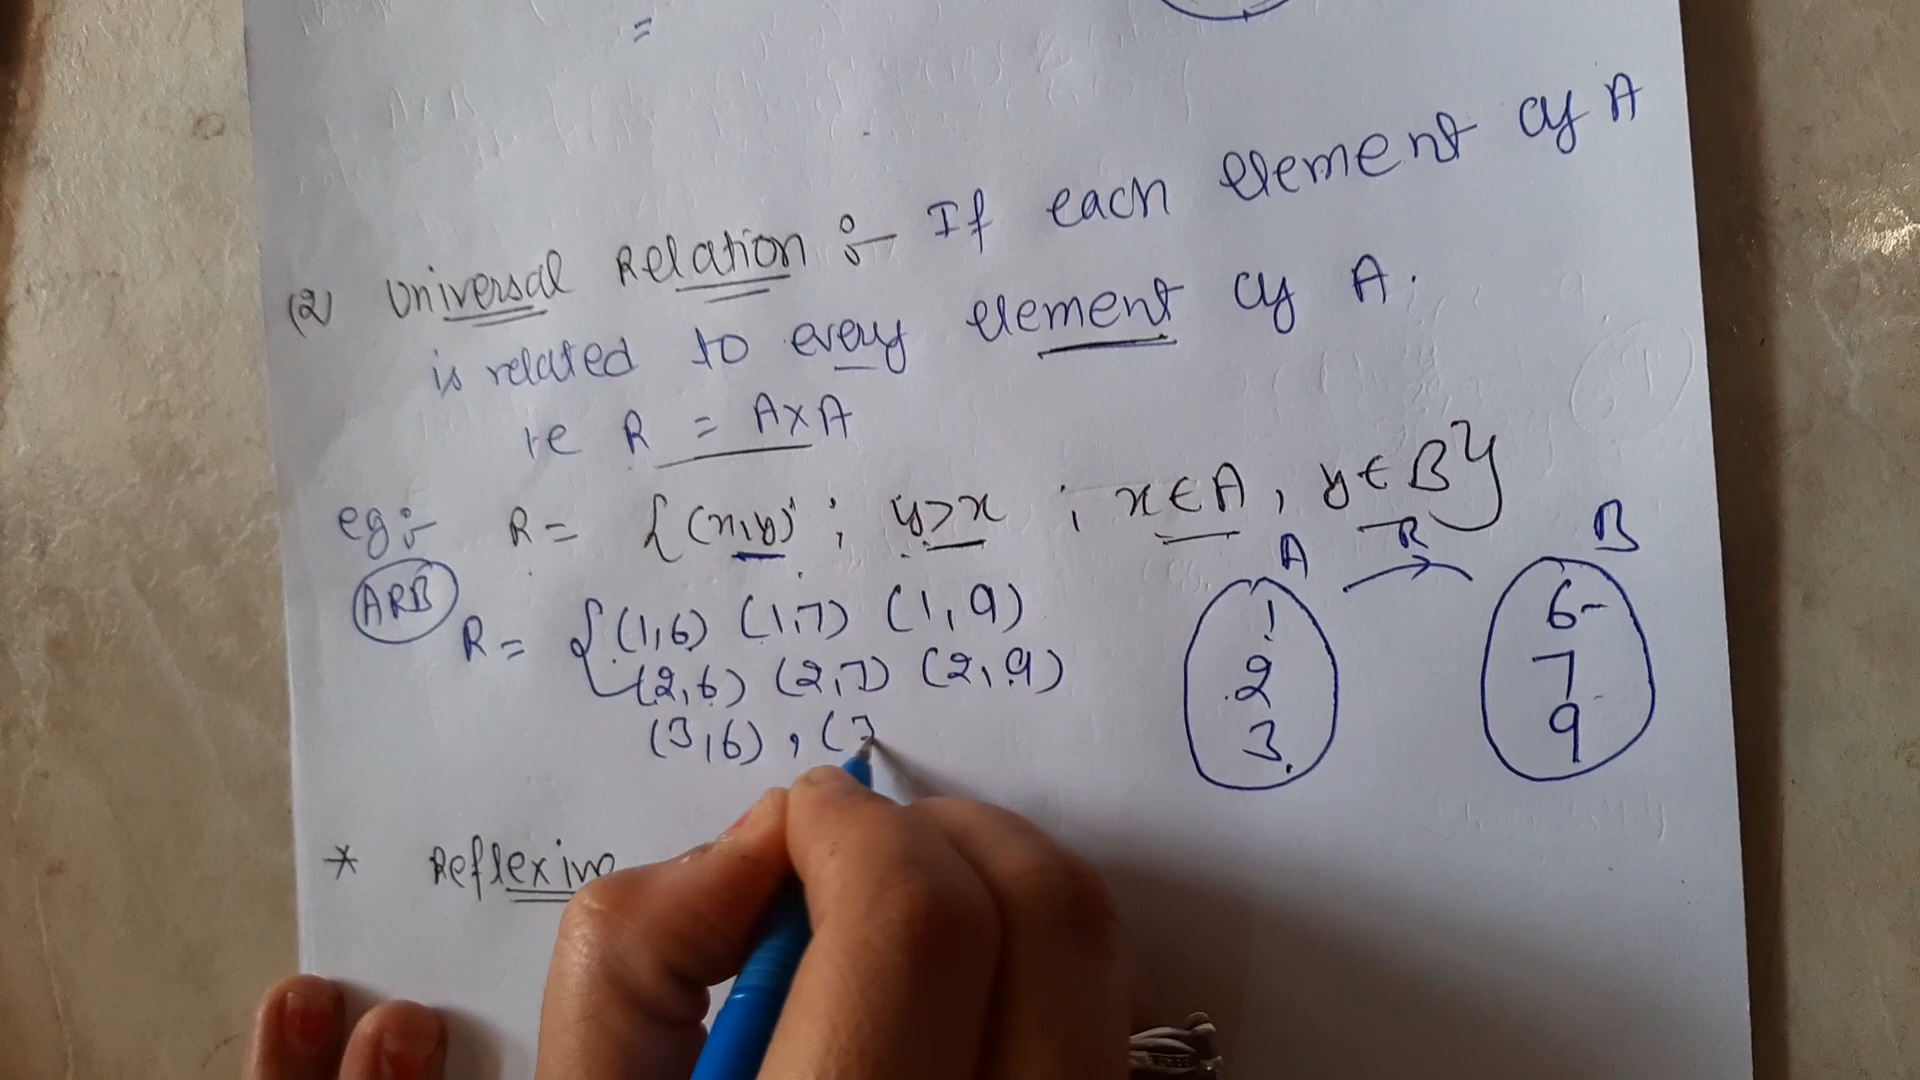 =
(2) Universal Relation :- If each element of A
is related to every element of A.
ie R = A×A
eg:- R = {(x,y) ; y>x ; x∈A, y∈B}
ARB
R = {(1,6) (1,7) (1,9)
(2,6) (2,7) (2,9)
(3,6) , (3
A R B
1 6
2 7
3 9
* Reflexive